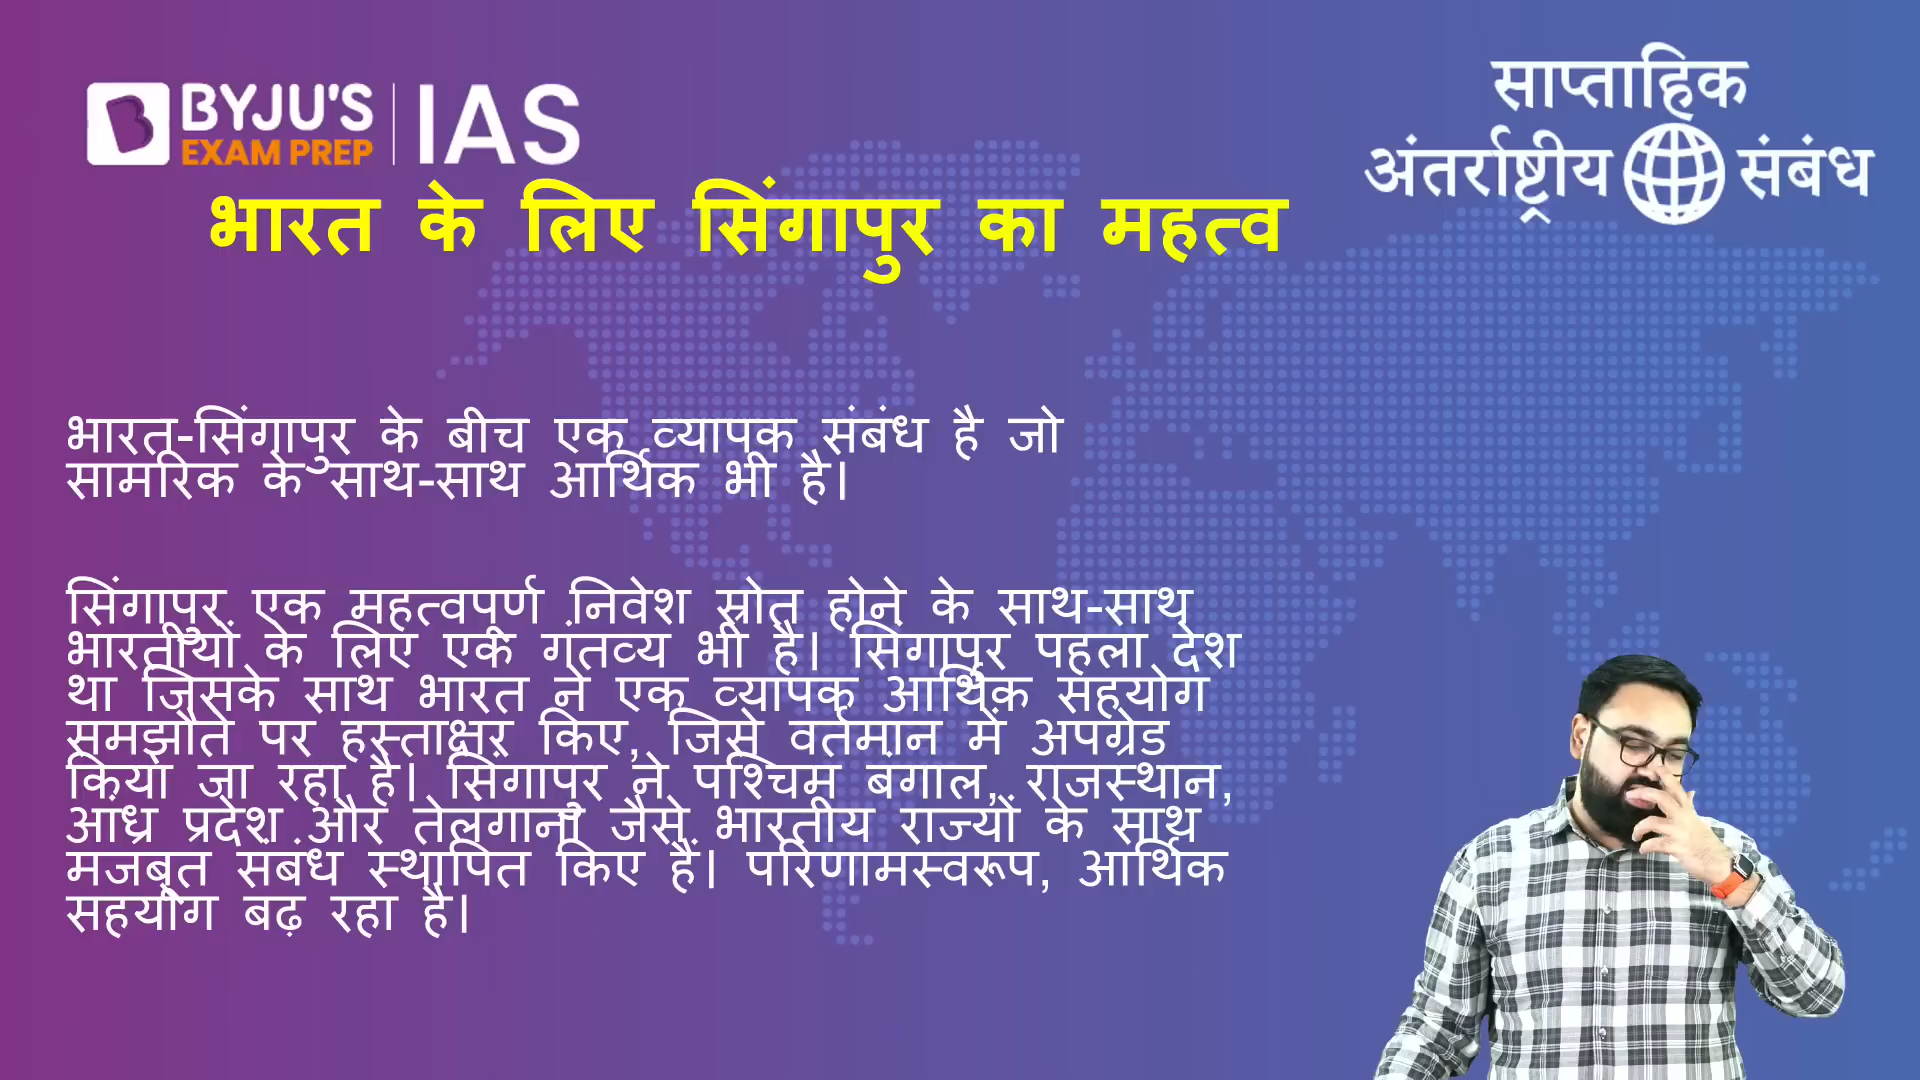 BYJU'S
EXAM PREP
IAS
साप्ताहिक
अंतर्राष्ट्रीय संबंध
भारत के लिए सिंगापुर का महत्व
भारत-सिंगापुर के बीच एक व्यापक संबंध है जो
सामरिक के साथ-साथ आर्थिक भी है।
सिंगापुर एक महत्वपूर्ण निवेश स्रोत होने के साथ-साथ
भारतीयों के लिए एक गंतव्य भी है। सिंगापुर पहला देश
था जिसके साथ भारत ने एक व्यापक आर्थिक सहयोग
समझौते पर हस्ताक्षर किए, जिसे वर्तमान में अपग्रेड
किया जा रहा है। सिंगापुर ने पश्चिम बंगाल, राजस्थान,
आंध्र प्रदेश और तेलंगाना जैसे भारतीय राज्यों के साथ
मजबूत संबंध स्थापित किए हैं। परिणामस्वरूप, आर्थिक
सहयोग बढ़ रहा है।